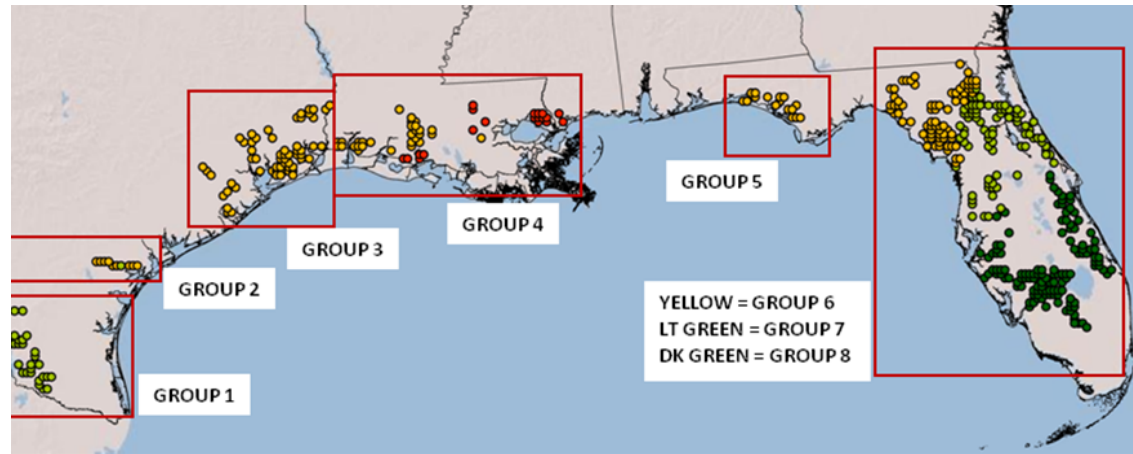 GROUP 5
GROUP 4
GROUP 3
GROUP 2
YELLOW = GROUP 6
LT GREEN = GROUP 7
DK GREEN = GROUP 8
GROUP 1